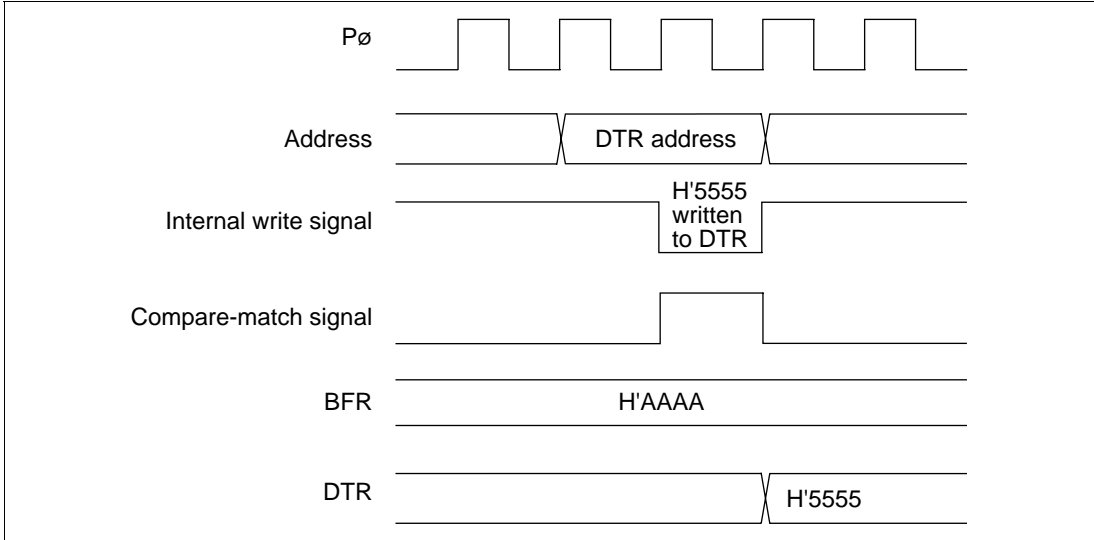 Pø
Address
DTR address
Internal write signal
H'5555
written
to DTR
Compare-match signal
BFR
H'AAAA
DTR
H'5555